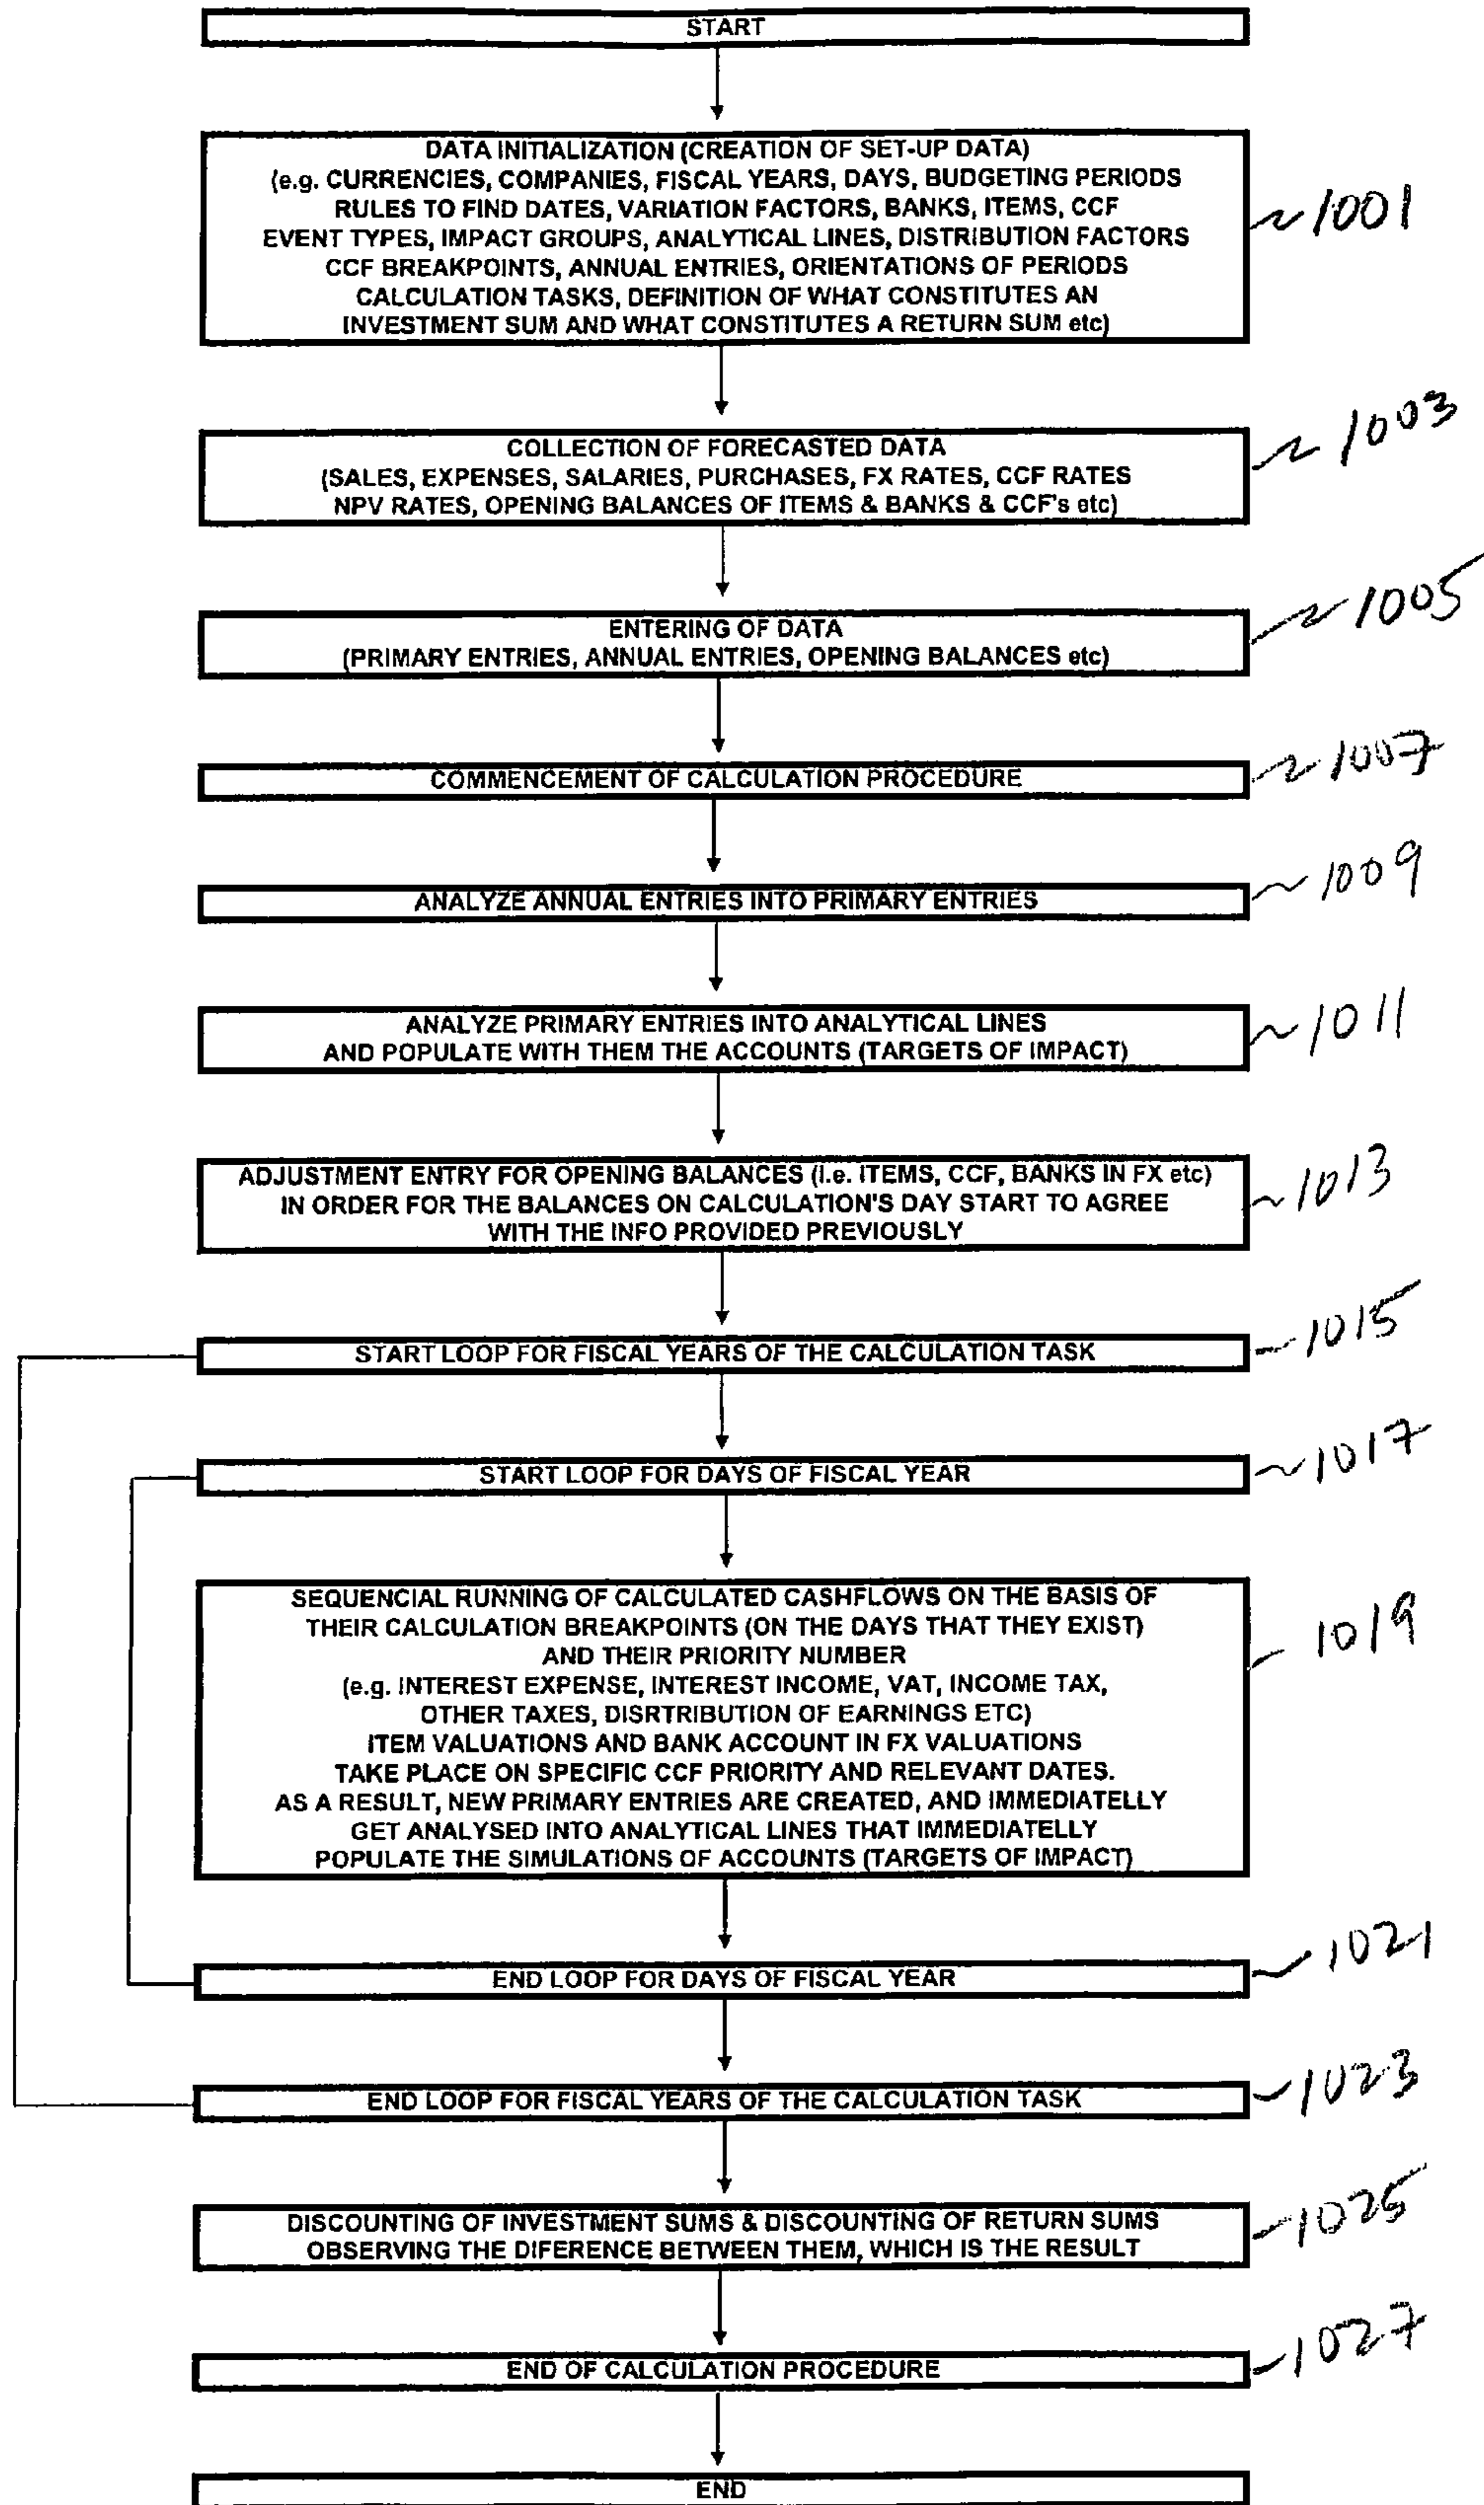 START
DATA INITIALIZATION (CREATION OF SET-UP DATA)
(e.g. CURRENCIES, COMPANIES, FISCAL YEARS, DAYS, BUDGETING PERIODS
RULES TO FIND DATES, VARIATION FACTORS, BANKS, ITEMS, CCF
EVENT TYPES, IMPACT GROUPS, ANALYTICAL LINES, DISTRIBUTION FACTORS
CCF BREAKPOINTS, ANNUAL ENTRIES, ORIENTATIONS OF PERIODS
CALCULATION TASKS, DEFINITION OF WHAT CONSTITUTES AN
INVESTMENT SUM AND WHAT CONSTITUTES A RETURN SUM etc)
1001
COLLECTION OF FORECASTED DATA
(SALES, EXPENSES, SALARIES, PURCHASES, FX RATES, CCF RATES
NPV RATES, OPENING BALANCES OF ITEMS & BANKS & CCF's etc)
1003
ENTERING OF DATA
(PRIMARY ENTRIES, ANNUAL ENTRIES, OPENING BALANCES etc)
1005
COMMENCEMENT OF CALCULATION PROCEDURE
1007
ANALYZE ANNUAL ENTRIES INTO PRIMARY ENTRIES
1009
ANALYZE PRIMARY ENTRIES INTO ANALYTICAL LINES
AND POPULATE WITH THEM THE ACCOUNTS (TARGETS OF IMPACT)
1011
ADJUSTMENT ENTRY FOR OPENING BALANCES (i.e. ITEMS, CCF, BANKS IN FX etc)
IN ORDER FOR THE BALANCES ON CALCULATION'S DAY START TO AGREE
WITH THE INFO PROVIDED PREVIOUSLY
1013
START LOOP FOR FISCAL YEARS OF THE CALCULATION TASK
1015
START LOOP FOR DAYS OF FISCAL YEAR
1017
SEQUENCIAL RUNNING OF CALCULATED CASHFLOWS ON THE BASIS OF
THEIR CALCULATION BREAKPOINTS (ON THE DAYS THAT THEY EXIST)
AND THEIR PRIORITY NUMBER
(e.g. INTEREST EXPENSE, INTEREST INCOME, VAT, INCOME TAX,
OTHER TAXES, DISRTRIBUTION OF EARNINGS ETC)
ITEM VALUATIONS AND BANK ACCOUNT IN FX VALUATIONS
TAKE PLACE ON SPECIFIC CCF PRIORITY AND RELEVANT DATES.
AS A RESULT, NEW PRIMARY ENTRIES ARE CREATED, AND IMMEDIATELLY
GET ANALYSED INTO ANALYTICAL LINES THAT IMMEDIATELLY
POPULATE THE SIMULATIONS OF ACCOUNTS (TARGETS OF IMPACT)
1019
END LOOP FOR DAYS OF FISCAL YEAR
1021
END LOOP FOR FISCAL YEARS OF THE CALCULATION TASK
1023
DISCOUNTING OF INVESTMENT SUMS & DISCOUNTING OF RETURN SUMS
OBSERVING THE DIFERENCE BETWEEN THEM, WHICH IS THE RESULT
1025
END OF CALCULATION PROCEDURE
1027
END